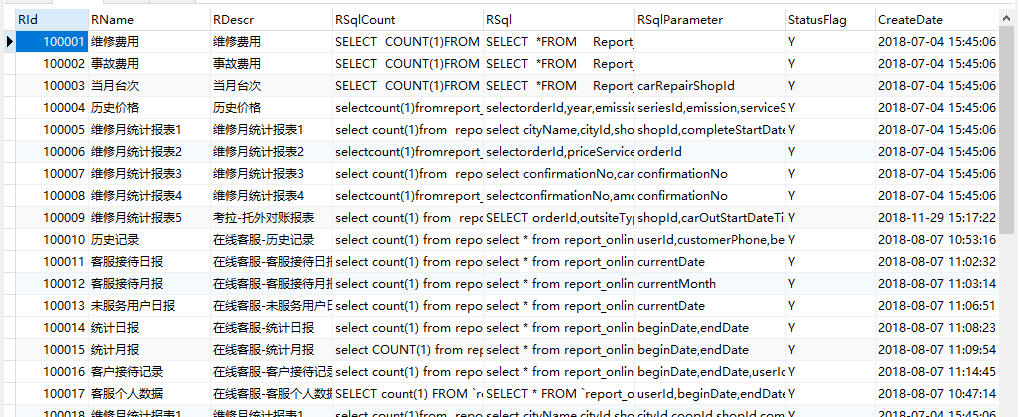 RId RName RDescr RSqlCount RSql RSqlParameter StatusFlag CreateDate
100001 维修费用 维修费用 SELECT COUNT(1)FROM SELECT *FROM Report_ Y 2018-07-04 15:45:06
100002 事故费用 事故费用 SELECT COUNT(1)FROM SELECT *FROM Report_ Y 2018-07-04 15:45:06
100003 当月台次 当月台次 SELECT COUNT(1)FROM SELECT *FROM Report_ carRepairShopId Y 2018-07-04 15:45:06
100004 历史价格 历史价格 selectcount(1)fromreport_ selectorderId,year,emission seriesId,emission,serviceS Y 2018-07-04 15:45:06
100005 维修月统计报表1 维修月统计报表1 select count(1)from repo select cityName,cityId,sho shopId,completeStartDate Y 2018-07-04 15:45:06
100006 维修月统计报表2 维修月统计报表2 selectcount(1)fromreport_ selectorderId,priceService orderId Y 2018-07-04 15:45:06
100007 维修月统计报表3 维修月统计报表3 select count(1)from repo select confirmationNo,car confirmationNo Y 2018-07-04 15:45:06
100008 维修月统计报表4 维修月统计报表4 selectcount(1)fromreport_ selectconfirmationNo,amo confirmationNo Y 2018-07-04 15:45:06
100009 维修月统计报表5 考拉-托外对账报表 select count(1) from repo SELECT orderId,outsiteTyp shopId,carOutStartDateTi Y 2018-11-29 15:17:22
100010 历史记录 在线客服-历史记录 select count(1) from repo select * from report_onlin userId,customerPhone,be Y 2018-08-07 10:53:16
100011 客服接待日报 在线客服-客服接待日报 select count(1) from repo select * from report_onlin currentDate Y 2018-08-07 11:02:32
100012 客服接待月报 在线客服-客服接待月报 select count(1) from repo select * from report_onlin currentMonth Y 2018-08-07 11:03:14
100013 未服务用户日报 在线客服-未服务用户日 select count(1) from repo select * from report_onlin currentDate Y 2018-08-07 11:06:51
100014 统计日报 在线客服-统计日报 select count(1) from repo select * from report_onlin beginDate,endDate Y 2018-08-07 11:08:23
100015 统计月报 在线客服-统计月报 select COUNT(1) from rep select * from report_onlin beginDate,endDate Y 2018-08-07 11:09:54
100016 客户接待记录 在线客服-客户接待记录 select count(1) from repo select * from report_onlin beginDate,endDate,userId Y 2018-08-07 11:14:45
100017 客服个人数据 在线客服-客服个人数据 SELECT count(1) FROM `r SELECT * FROM `report_o userId,beginDate,endDate Y 2018-08-07 10:47:14